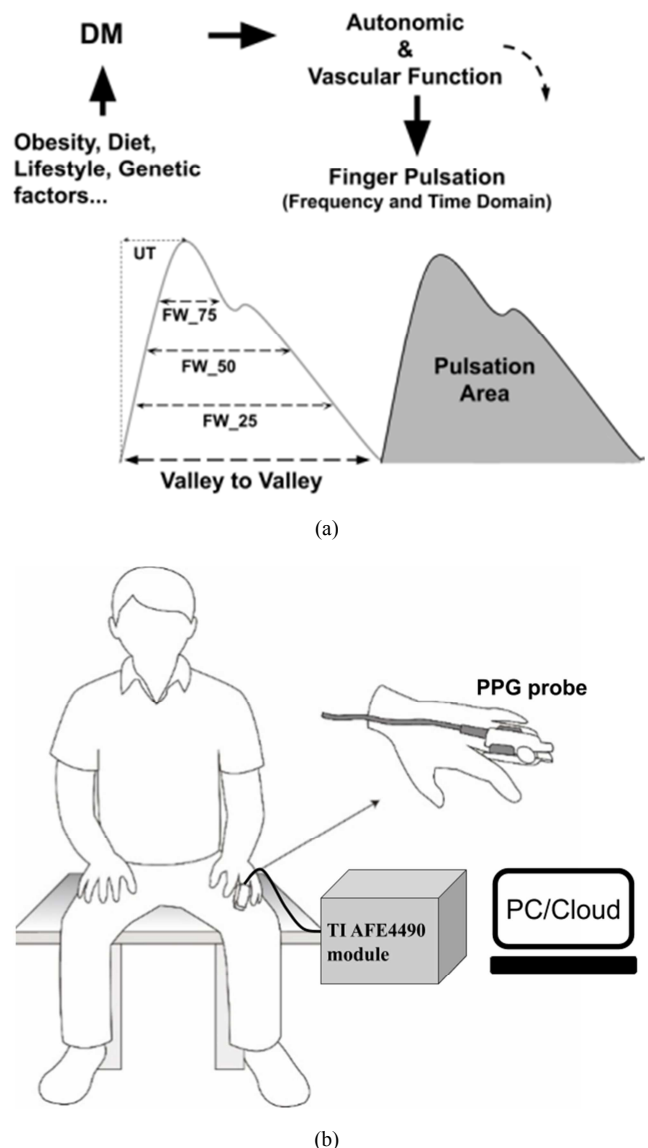 DM
Autonomic
&
Vascular Function
Obesity, Diet,
Lifestyle, Genetic
factors...
Finger Pulsation
(Frequency and Time Domain)
UT
FW_75
FW_50
FW_25
Valley to Valley
Pulsation
Area
(a)
PPG probe
TI AFE4490
module
PC/Cloud
(b)